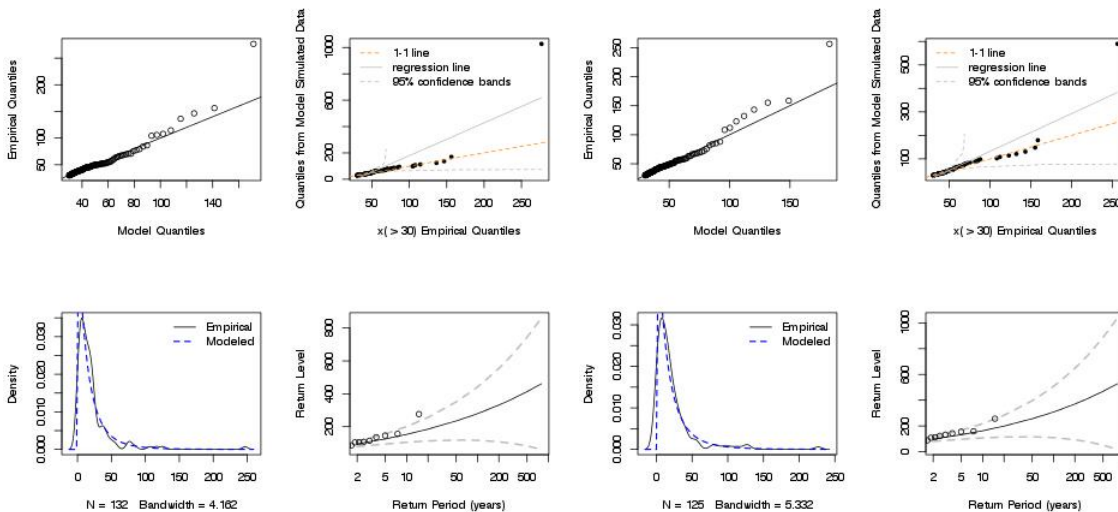 Empirical Quantiles
50
100
200
40
60
80
100
140
Model Quantiles
Quantiles from Model Simulated Data
0
200
600
1000
1-1 line
regression line
95% confidence bands
50
100
150
200
250
x( > 30) Empirical Quantiles
Empirical Quantiles
50
100
150
200
250
50
100
150
Model Quantiles
Quantiles from Model Simulated Data
100
400
600
1-1 line
regression line
95% confidence bands
50
100
150
200
250
x( > 30) Empirical Quantiles
Density
0.000
0.010
0.020
0.030
Empirical
Modeled
0
50
100
150
200
250
N = 132 Bandwidth = 4.162
Return Level
200
400
600
800
2
5
10
50
200
500
Return Period (years)
Density
0.000
0.010
0.020
0.030
Empirical
Modeled
0
50
100
150
200
250
N = 125 Bandwidth = 5.332
Return Level
0
200
600
1000
2
5
10
50
100
500
Return Period (years)